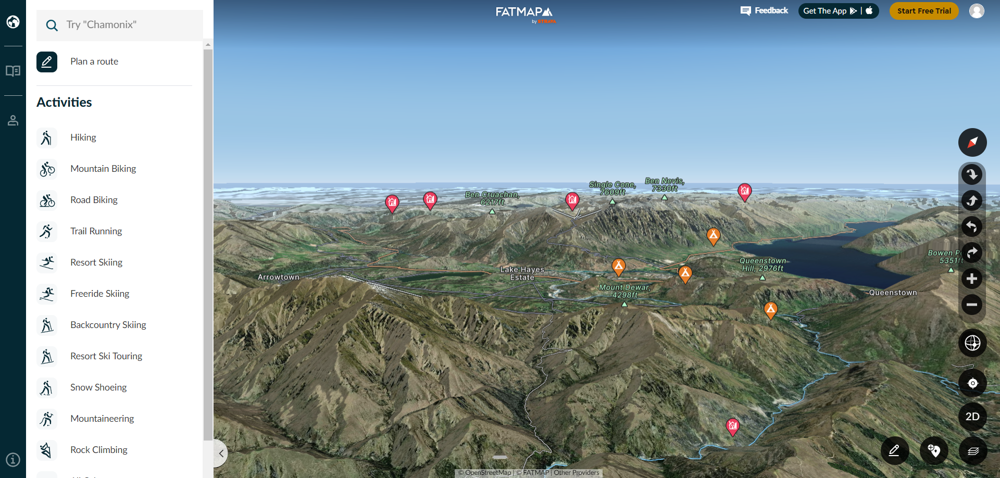 Try "Chamonix"
Plan a route
Activities
Hiking
Mountain Biking
Road Biking
Trail Running
Resort Skiing
Freeride Skiing
Backcountry Skiing
Resort Ski Touring
Snow Shoeing
Mountaineering
Rock Climbing
FATMAP
by STRAVA
Feedback
Get The App
Start Free Trial
Ben Cruachan,
6217ft
Single Cone,
7609ft
Ben Nevis,
7330ft
Queenstown
Hill, 2976ft
Bowen
5351ft
Arrowtown
Lake Hayes
Estate
Mount Dewar,
4298ft
Queenstown
2D
© OpenStreetMap | © FATMAP | Other Providers